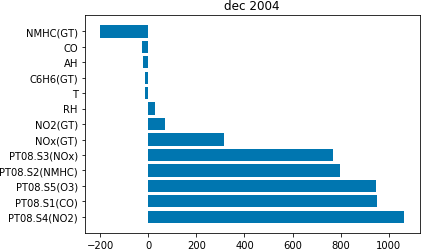 dec 2004
NMHC(GT)
CO
AH
C6H6(GT)
T
RH
NO2(GT)
NOx(GT)
PT08.S3(NOx)
PT08.S2(NMHC)
PT08.S5(O3)
PT08.S1(CO)
PT08.S4(NO2)
−200 0 200 400 600 800 1000